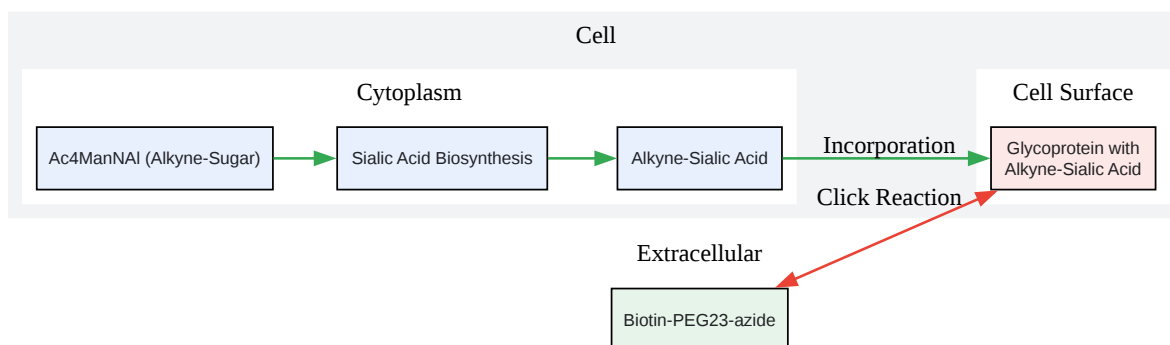 Cell
Cytoplasm
Cell Surface
Ac4ManNAl (Alkyne-Sugar)
Sialic Acid Biosynthesis
Alkyne-Sialic Acid
Incorporation
Glycoprotein with
Alkyne-Sialic Acid
Click Reaction
Extracellular
Biotin-PEG23-azide